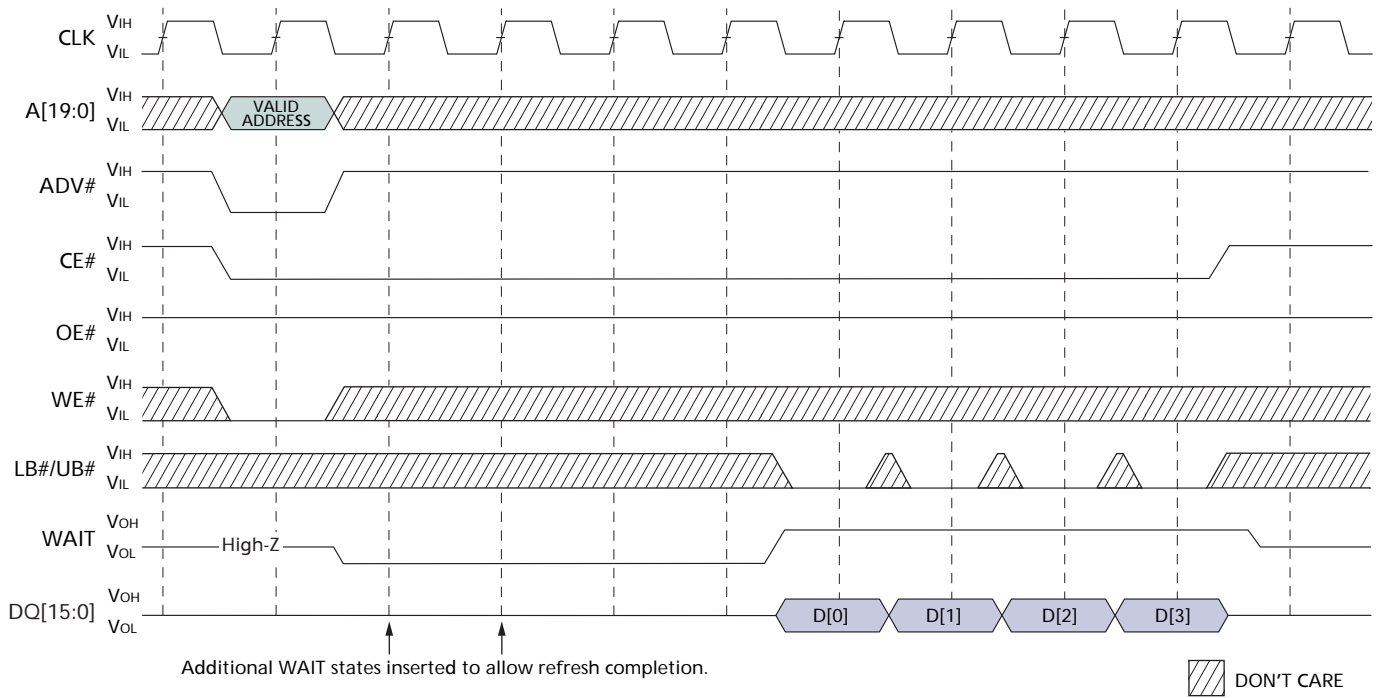 CLK VIH
VIL
A[19:0] VIH
VIL
VALID
ADDRESS
ADV# VIH
VIL
CE# VIH
VIL
OE# VIH
VIL
WE# VIH
VIL
LB#/UB# VIH
VIL
WAIT VOH
VOL
High-Z
DQ[15:0] VOH
VOL
D[0] D[1] D[2] D[3]
Additional WAIT states inserted to allow refresh completion.
DON'T CARE